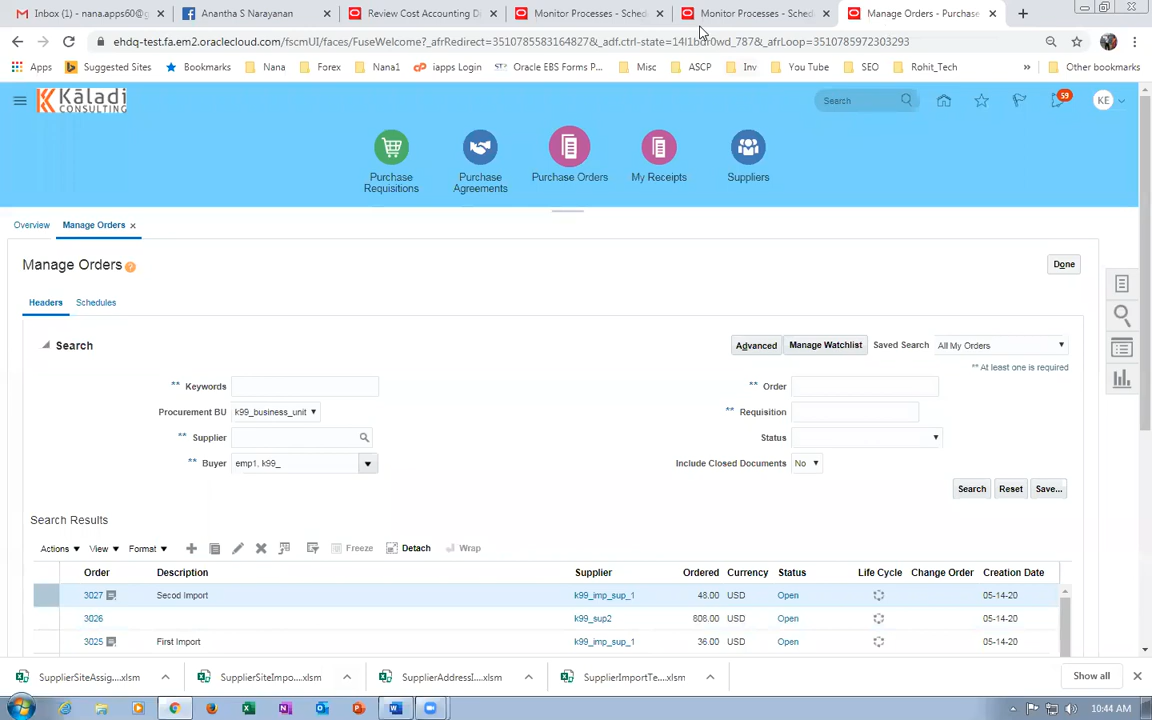 Inbox (1) - nana.apps60@g
Anantha S Narayanan
Review Cost Accounting Di
Monitor Processes - Sched
Monitor Processes - Sched
Manage Orders - Purchase
ehdq-test.fa.em2.oraclecloud.com/fscmUI/faces/FuseWelcome?_afrRedirect=351078558316482​7&_adf.ctrl-state=14l1bdr0wd_787&_afrLoop=3510785972303293
Apps Suggested Sites Bookmarks Nana Forex Nana1 iapps Login Oracle EBS Forms P... Misc ASCP Inv You Tube SEO Rohit_Tech » Other bookmarks
Kāladi
CONSULTING
Search
59
KE
Purchase Requisitions
Purchase Agreements
Purchase Orders
My Receipts
Suppliers
Overview Manage Orders
Manage Orders
Done
Headers Schedules
Search
Advanced Manage Watchlist Saved Search All My Orders
** At least one is required
** Keywords
** Order
Procurement BU k99_business_unit
** Requisition
** Supplier
Status
** Buyer emp1, k99_
Include Closed Documents No
Search Reset Save...
Search Results
Actions View Format Freeze Detach Wrap
Order Description Supplier Ordered Currency Status Life Cycle Change Order Creation Date
3027 Secod Import k99_imp_sup_1 48.00 USD Open 05-14-20
3026 k99_sup2 608.00 USD Open 05-14-20
3025 First Import k99_imp_sup_1 36.00 USD Open 05-14-20
SupplierSiteAssig....xlsm
SupplierSiteImpo....xlsm
SupplierAddressI....xlsm
SupplierImportTe....xlsm
Show all
10:44 AM